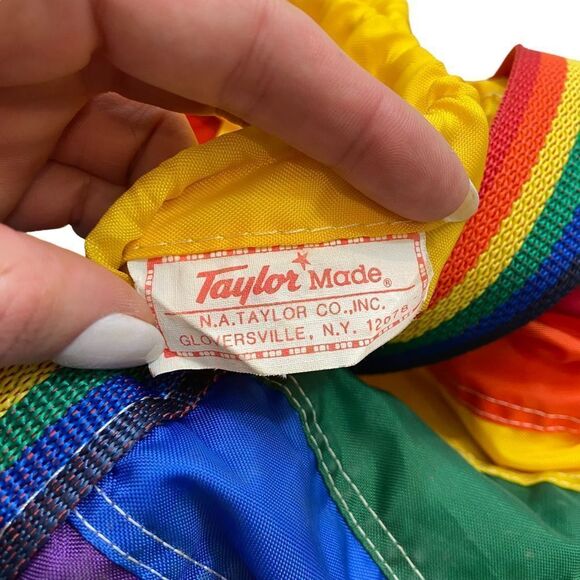 Taylor Made®
N.A. TAYLOR CO., INC.
GLOVERSVILLE, N.Y. 12078